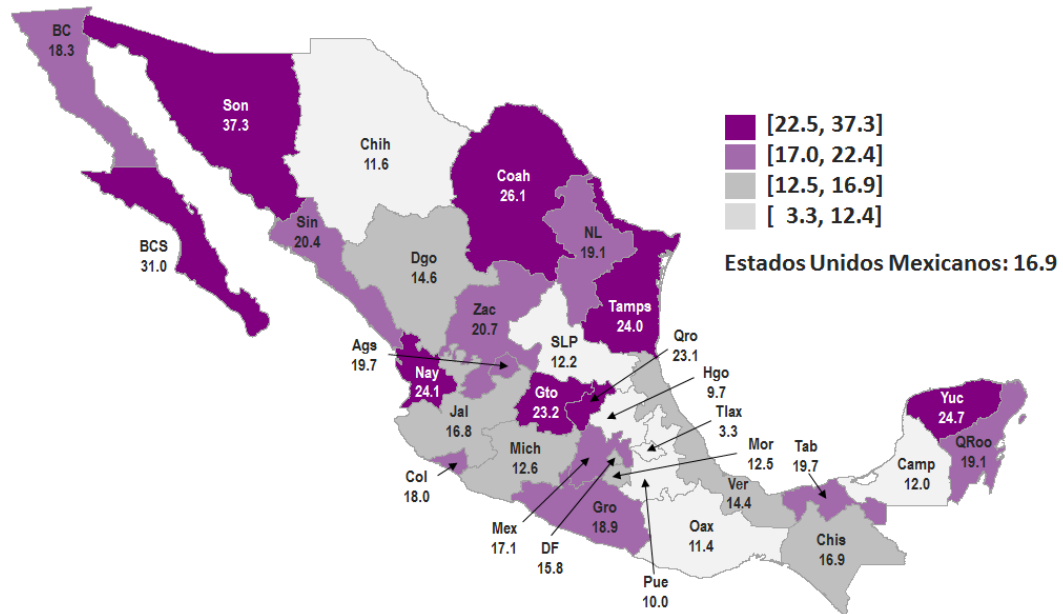 BC
18.3
Son
37.3
Chih
11.6
Coah
26.1
[22.5, 37.3]
[17.0, 22.4]
[12.5, 16.9]
[ 3.3, 12.4]
Estados Unidos Mexicanos: 16.9
BCS
31.0
Sin
20.4
Dgo
14.6
NL
19.1
Zac
20.7
Tamps
24.0
Ags
19.7
SLP
12.2
Qro
23.1
Nay
24.1
Gto
23.2
Hgo
9.7
Jal
16.8
Tlax
3.3
Mich
12.6
Mor
12.5
Col
18.0
Ver
14.4
Tab
19.7
Yuc
24.7
QRoo
19.1
Camp
12.0
Gro
18.9
Mex
17.1
DF
15.8
Oax
11.4
Chis
16.9
Pue
10.0